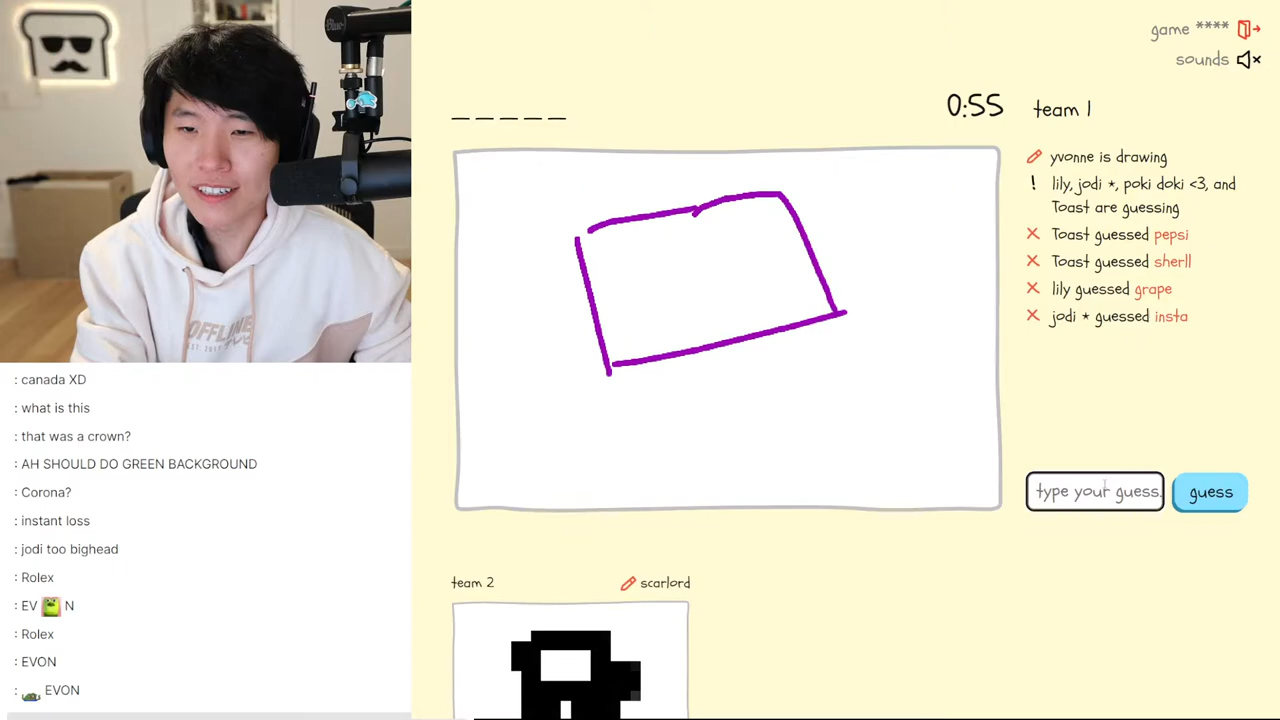 game ****
sounds
_ _ _ _ _
0:55
team 1
yvonne is drawing
! lily, jodi *, poki doki <3, and
Toast are guessing
Toast guessed pepsi
Toast guessed sherll
lily guessed grape
jodi * guessed insta
type your guess.
guess
OFFLINE
: canada XD
: what is this
: that was a crown?
: AH SHOULD DO GREEN BACKGROUND
: Corona?
: instant loss
: jodi too bighead
: Rolex
: EV N
: Rolex
: EVON
: EVON
team 2
scarlord